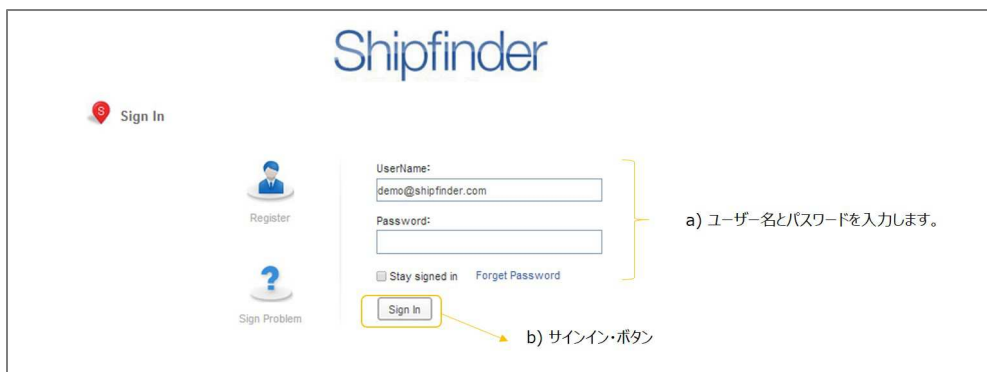 Shipfinder
S
Sign In
Register
Sign Problem
UserName:
demo@shipfinder.com
Password:
Stay signed in Forget Password
Sign In
a) ユーザー名とパスワードを入力します。
b) サインイン・ボタン